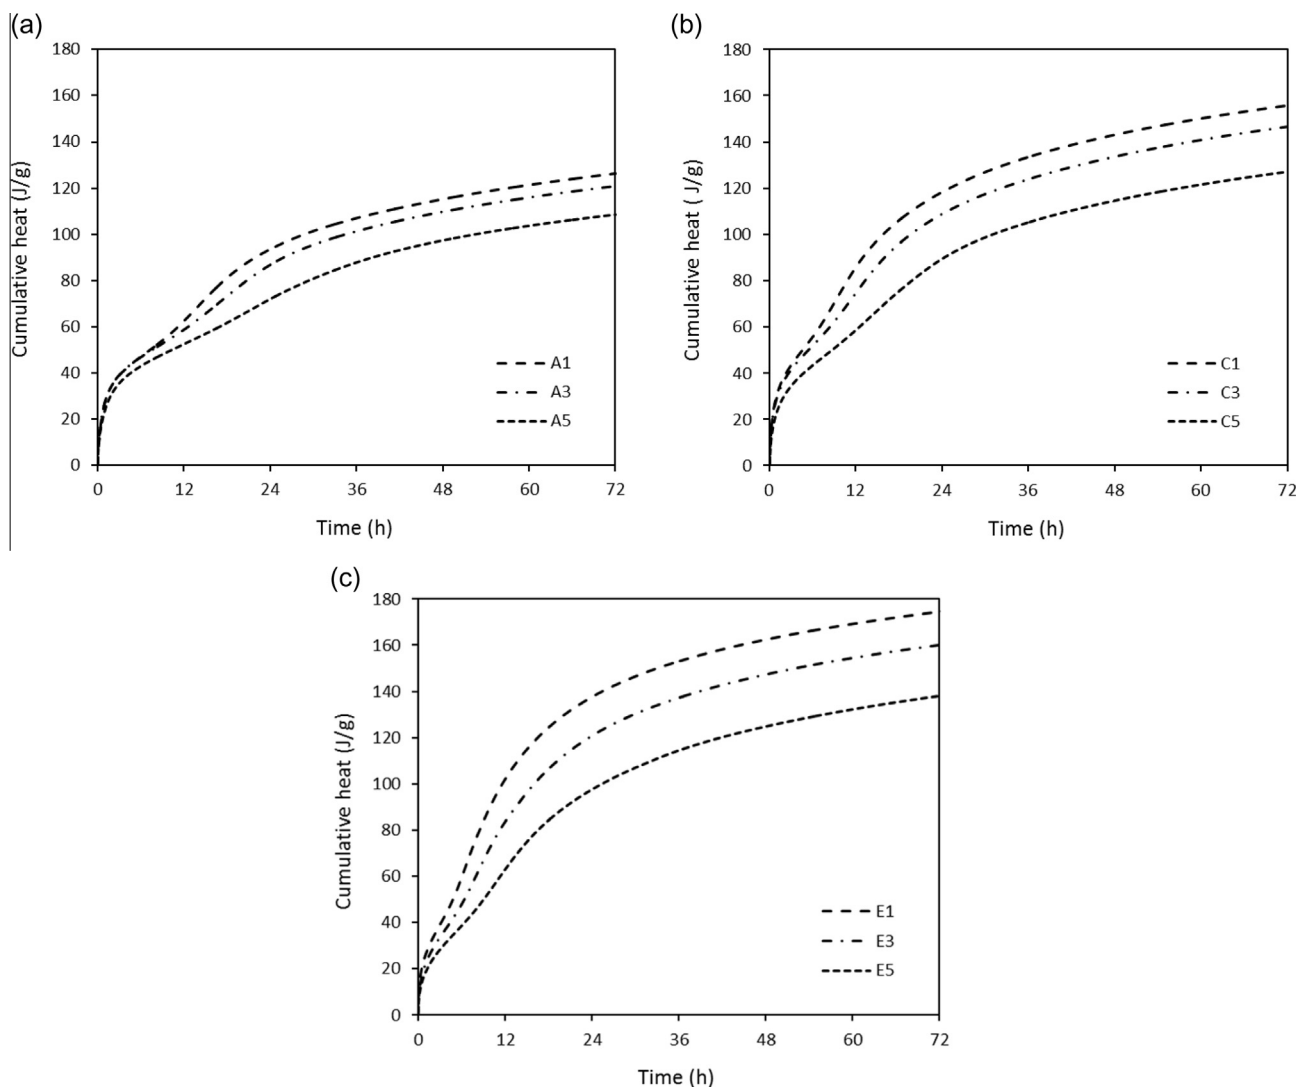 (a)
180
160
140
120
100
80
60
40
20
0
Cumulative heat (J/g)
A1
A3
A5
0 12 24 36 48 60 72
Time (h)
(b)
180
160
140
120
100
80
60
40
20
0
Cumulative heat ( J/g)
C1
C3
C5
0 12 24 36 48 60 72
Time (h)
(c)
180
160
140
120
100
80
60
40
20
0
Cumulative heat (J/g)
E1
E3
E5
0 12 24 36 48 60 72
Time (h)